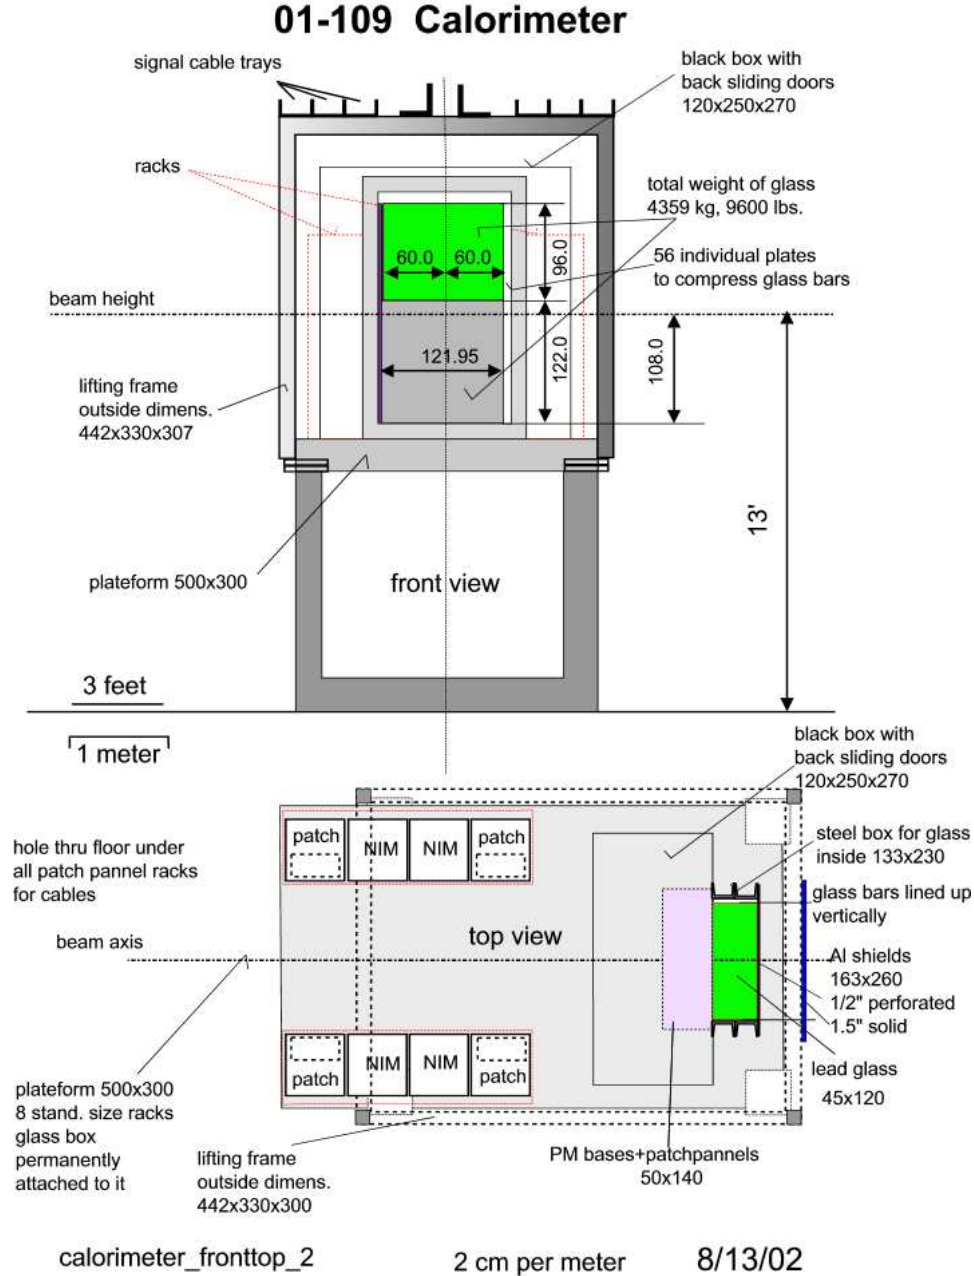 01-109 Calorimeter
signal cable trays
black box with
back sliding doors
120x250x270
racks
total weight of glass
4359 kg, 9600 lbs.
60.0
60.0
96.0
56 individual plates
to compress glass bars
beam height
121.95
122.0
108.0
lifting frame
outside dimens.
442x330x307
13'
plateform 500x300
front view
3 feet
1 meter
black box with
back sliding doors
120x250x270
hole thru floor under
all patch pannel racks
for cables
patch
NIM
NIM
patch
steel box for glass
inside 133x230
glass bars lined up
vertically
beam axis
top view
Al shields
163x260
1/2" perforated
1.5" solid
patch
NIM
NIM
patch
lead glass
45x120
plateform 500x300
8 stand. size racks
glass box
permanently
attached to it
lifting frame
outside dimens.
442x330x300
PM bases+patchpannels
50x140
calorimeter_fronttop_2
2 cm per meter
8/13/02